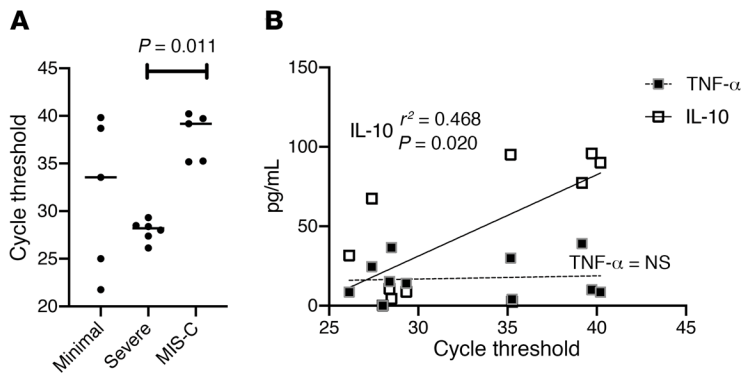 A
P = 0.011
Cycle threshold
45
40
35
30
25
20
Minimal
Severe
MIS-C
B
pg/mL
150
100
50
0
25
30
35
40
45
Cycle threshold
IL-10 r² = 0.468
P = 0.020
TNF-α = NS
TNF-α
IL-10